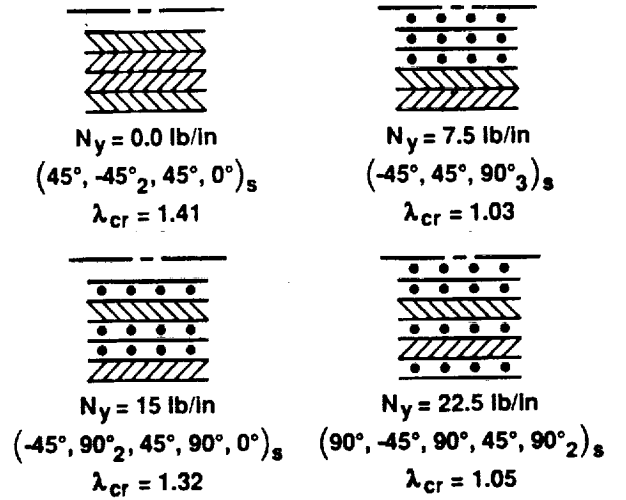 N_y = 0.0 lb/in
(45°, -45°_2, 45°, 0°)_s
λ_cr = 1.41
N_y = 7.5 lb/in
(-45°, 45°, 90°_3)_s
λ_cr = 1.03
N_y = 15 lb/in
(-45°, 90°_2, 45°, 90°, 0°)_s
λ_cr = 1.32
N_y = 22.5 lb/in
(90°, -45°, 90°, 45°, 90°_2)_s
λ_cr = 1.05